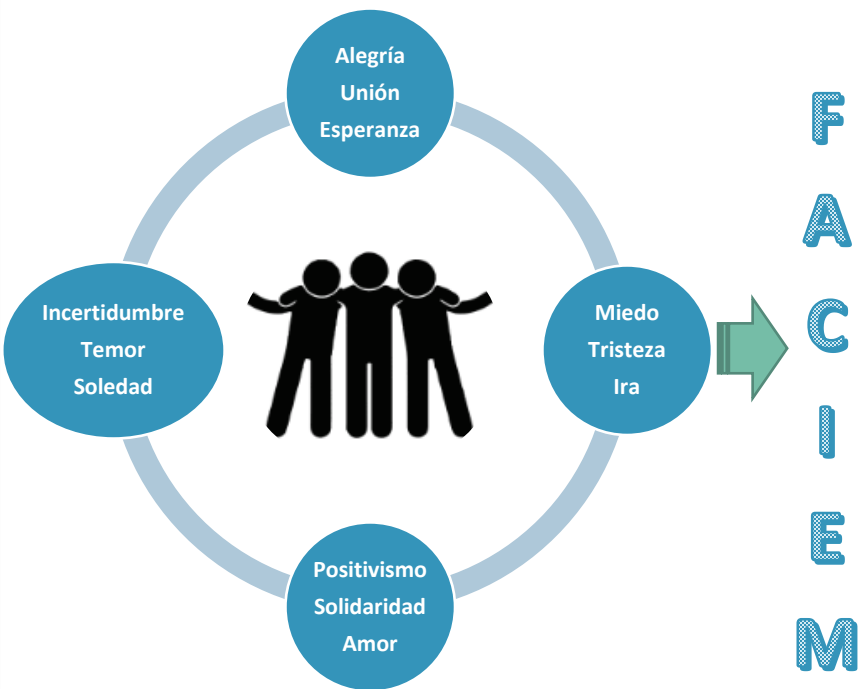 Alegría
Unión
Esperanza
Incertidumbre
Temor
Soledad
Miedo
Tristeza
Ira
Positivismo
Solidaridad
Amor
F
A
C
I
E
M